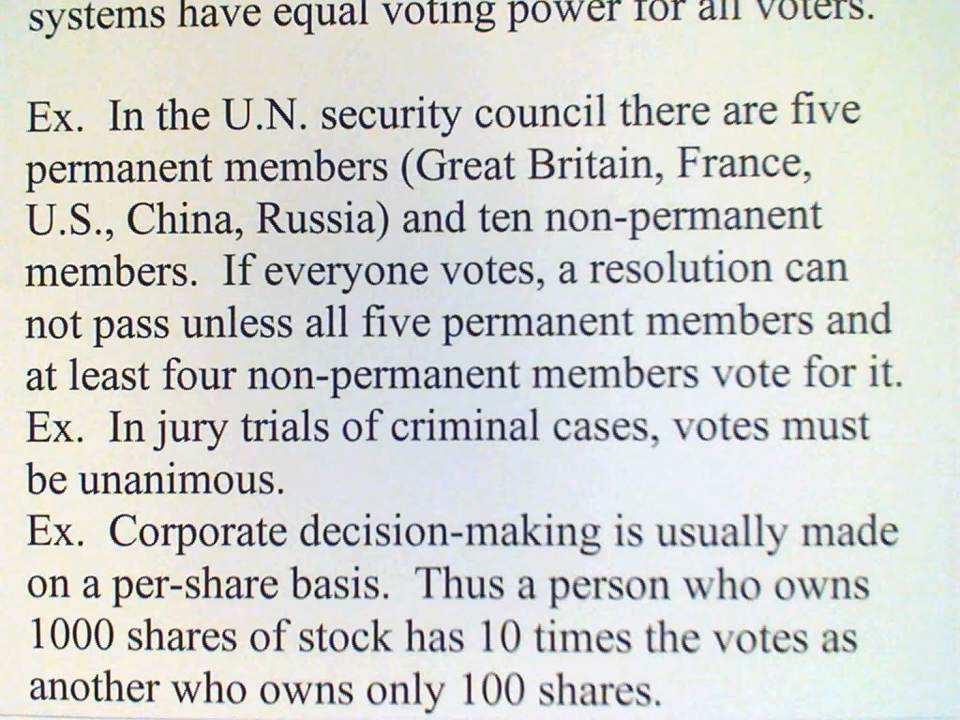 systems have equal voting power for all voters.
Ex. In the U.N. security council there are five
permanent members (Great Britain, France,
U.S., China, Russia) and ten non-permanent
members. If everyone votes, a resolution can
not pass unless all five permanent members and
at least four non-permanent members vote for it.
Ex. In jury trials of criminal cases, votes must
be unanimous.
Ex. Corporate decision-making is usually made
on a per-share basis. Thus a person who owns
1000 shares of stock has 10 times the votes as
another who owns only 100 shares.